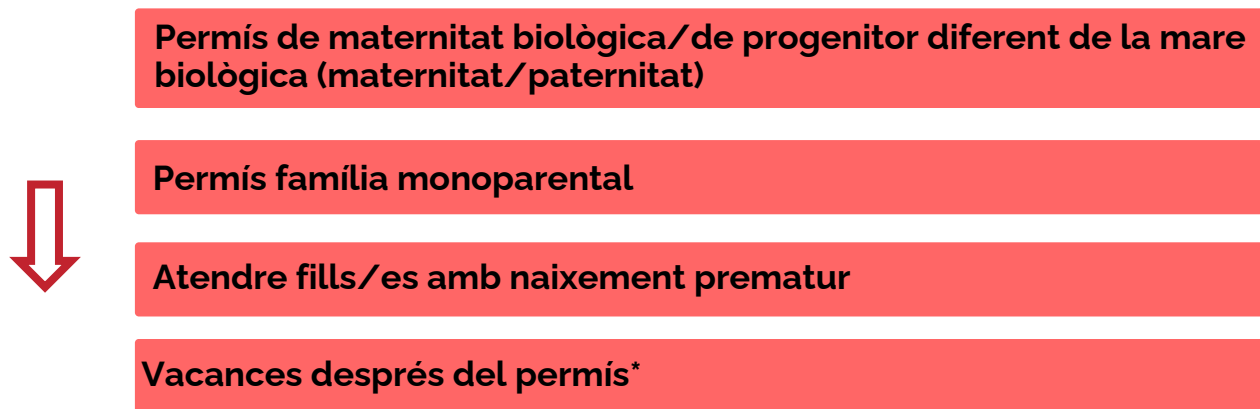 Permís de maternitat biològica/de progenitor diferent de la mare
biològica (maternitat/paternitat)
Permís família monoparental
Atendre fills/es amb naixement prematur
Vacances després del permís*